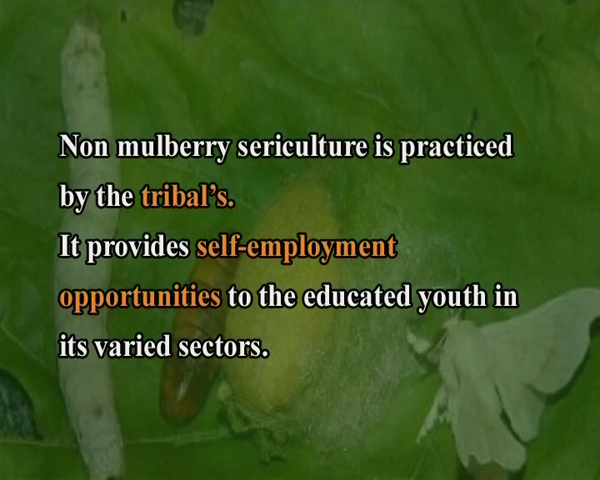 Non mulberry sericulture is practiced
by the tribal’s.
It provides self-employment
opportunities to the educated youth in
its varied sectors.